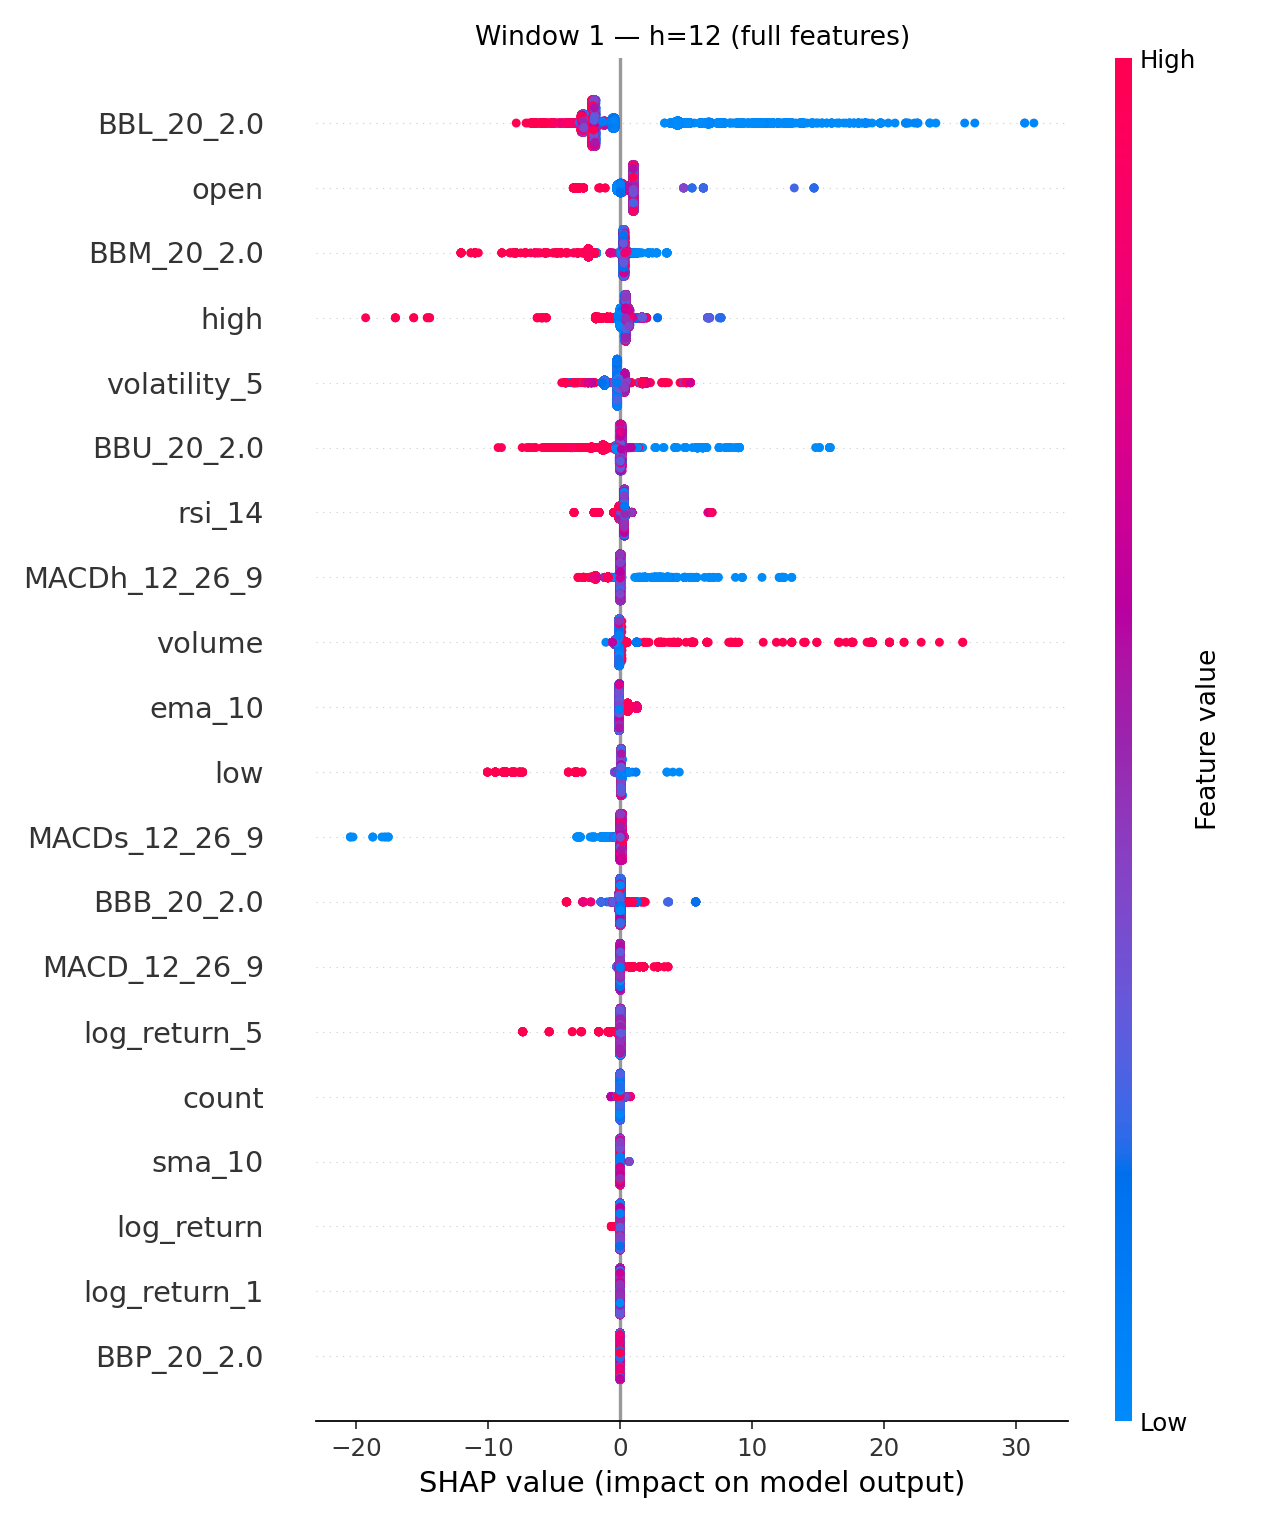 Window 1 — h=12 (full features)
High
BBL_20_2.0
open
BBM_20_2.0
high
volatility_5
BBU_20_2.0
rsi_14
MACDh_12_26_9
volume
ema_10
low
MACDs_12_26_9
BBB_20_2.0
MACD_12_26_9
log_return_5
count
sma_10
log_return
log_return_1
BBP_20_2.0
Feature value
Low
−20 −10 0 10 20 30
SHAP value (impact on model output)